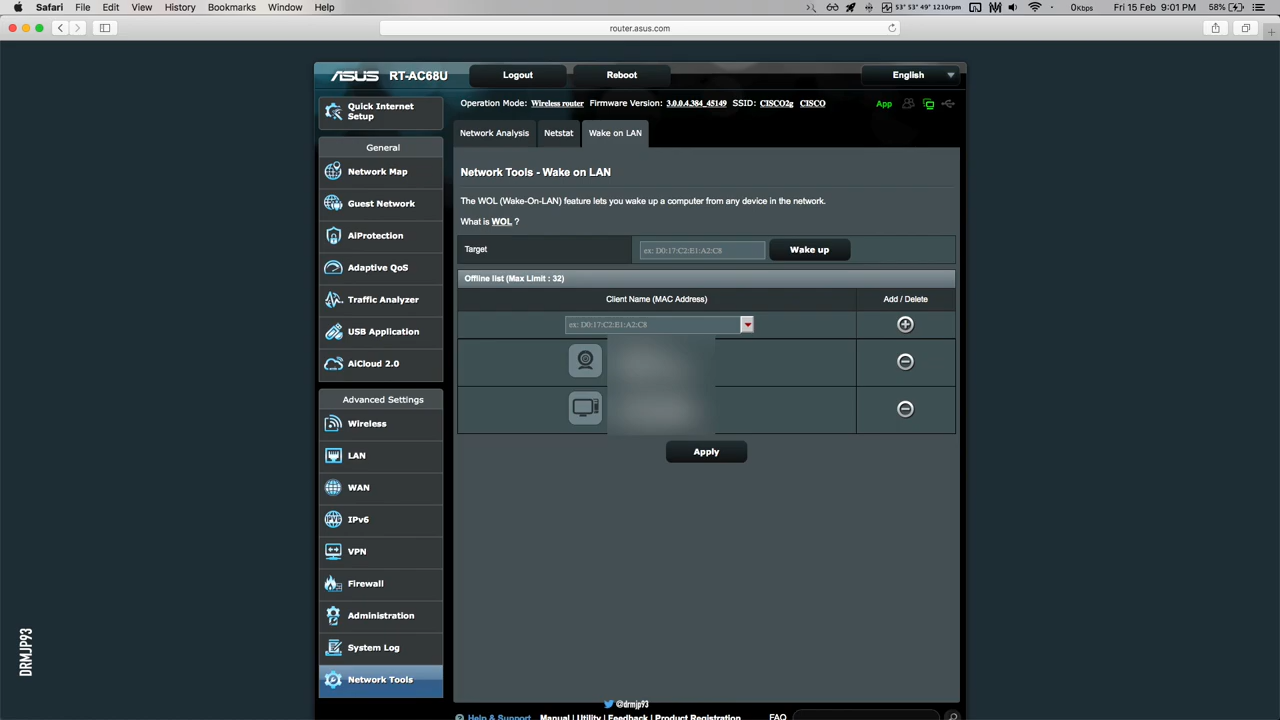 Safari File Edit View History Bookmarks Window Help
53° 53° 49° 1210rpm
0Kbps Fri 15 Feb 9:01 PM 58%
router.asus.com
ASUS RT-AC68U
Logout
Reboot
English
Quick Internet
Setup
General
Network Map
Guest Network
AiProtection
Adaptive QoS
Traffic Analyzer
USB Application
AiCloud 2.0
Advanced Settings
Wireless
LAN
WAN
IPv6
VPN
Firewall
Administration
System Log
Network Tools
Operation Mode: Wireless router Firmware Version: 3.0.0.4.384_45149 SSID: CISCO2g CISCO
App
Network Analysis
Netstat
Wake on LAN
Network Tools - Wake on LAN
The WOL (Wake-On-LAN) feature lets you wake up a computer from any device in the network.
What is WOL ?
Target
ex: D0:17:C2:E1:A2:C8
Wake up
Offline list (Max Limit : 32)
Client Name (MAC Address)
Add / Delete
ex: D0:17:C2:E1:A2:C8
Apply
DRMJP93
@drmjp93
Help & Support Manual | Utility | Feedback | Product Registration FAQ